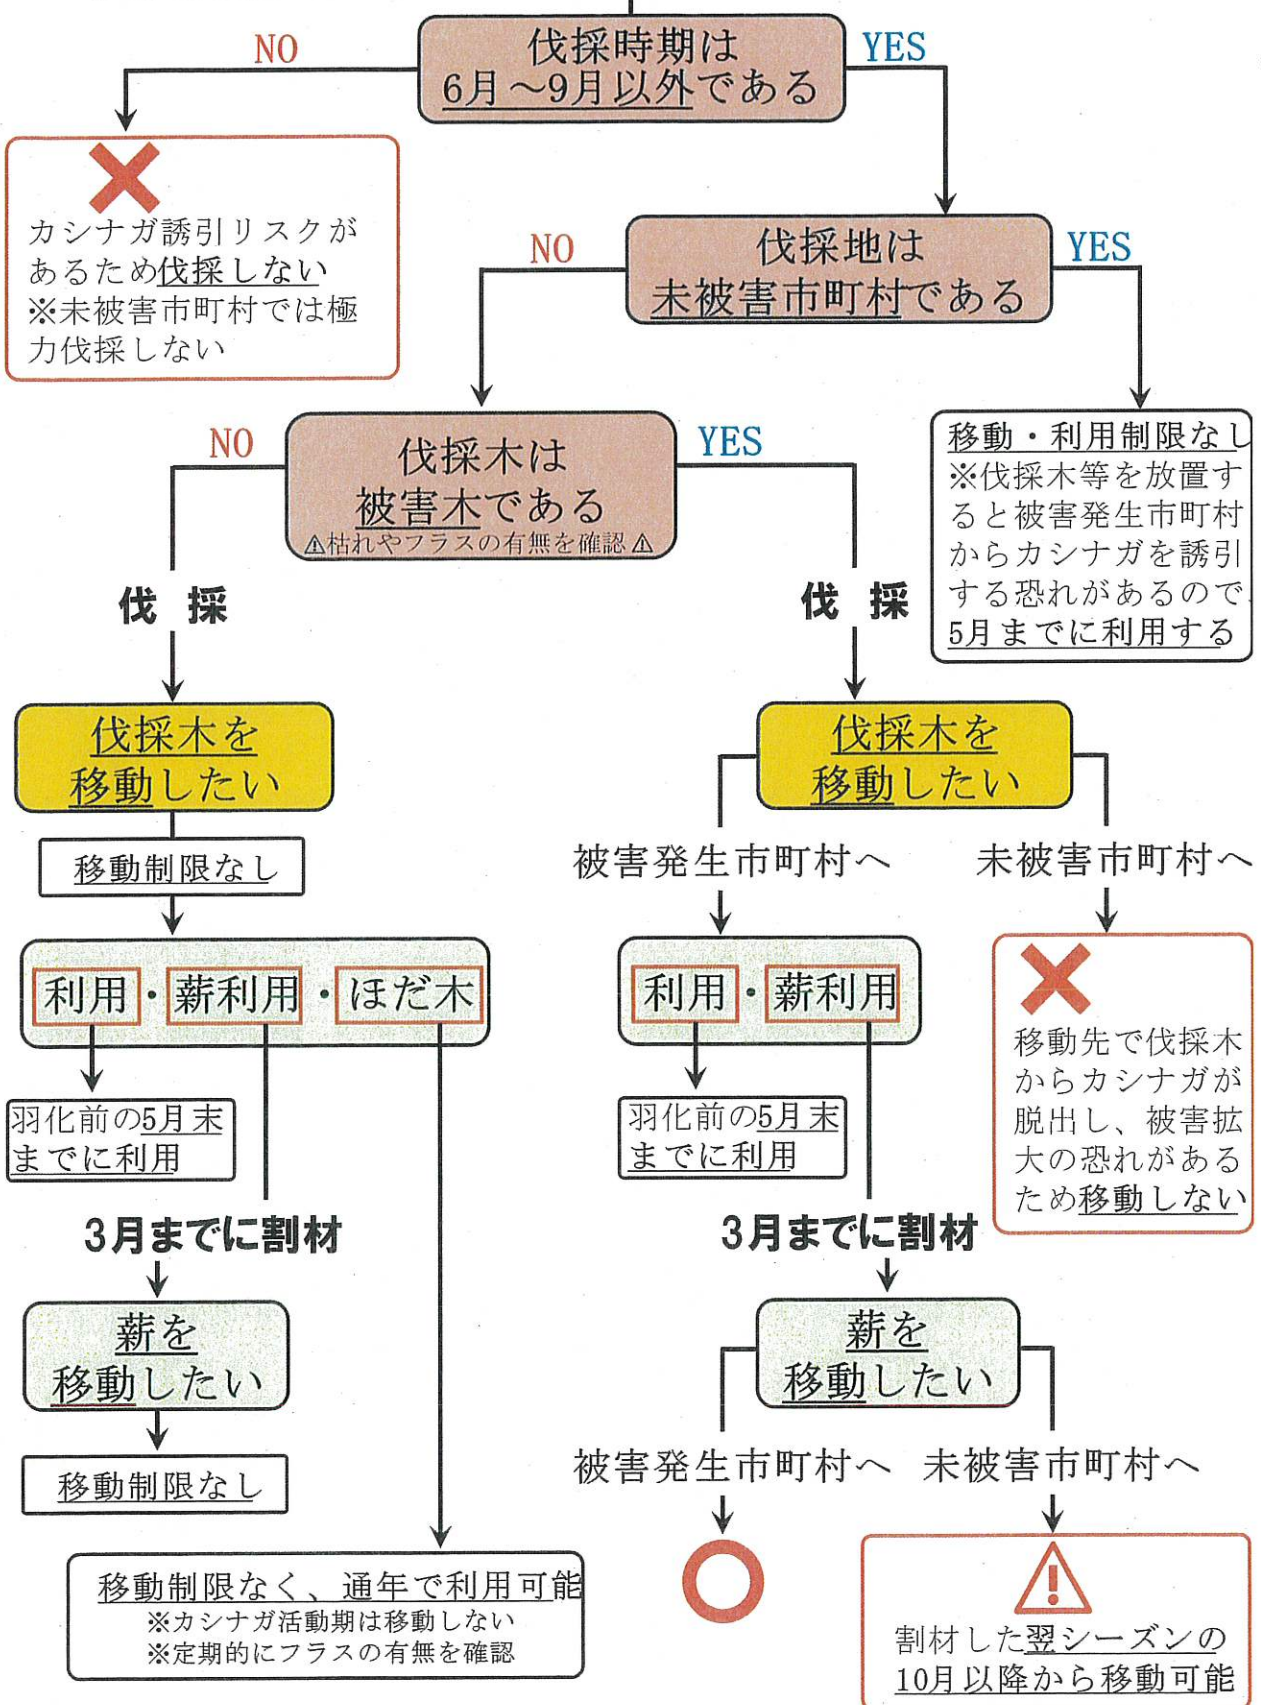 伐採時期は
6月～9月以外である
NO
YES
カシナガ誘引リスクが
あるため伐採しない
※未被害市町村では極
力伐採しない
伐採地は
未被害市町村である
NO
YES
伐採木は
被害木である
⚠枯れやフラスの有無を確認⚠
NO
YES
移動・利用制限なし
※伐採木等を放置す
ると被害発生市町村
からカシナガを誘引
する恐れがあるので、
5月までに利用する
伐 採
伐 採
伐採木を
移動したい
移動制限なし
利用・薪利用・ほだ木
羽化前の5月末
までに利用
3月までに割材
薪を
移動したい
移動制限なし
移動制限なく、通年で利用可能
※カシナガ活動期は移動しない
※定期的にフラスの有無を確認
伐採木を
移動したい
被害発生市町村へ
未被害市町村へ
利用・薪利用
羽化前の5月末
までに利用
移動先で伐採木
からカシナガが
脱出し、被害拡
大の恐れがある
ため移動しない
3月までに割材
薪を
移動したい
被害発生市町村へ
未被害市町村へ
割材した翌シーズンの
10月以降から移動可能